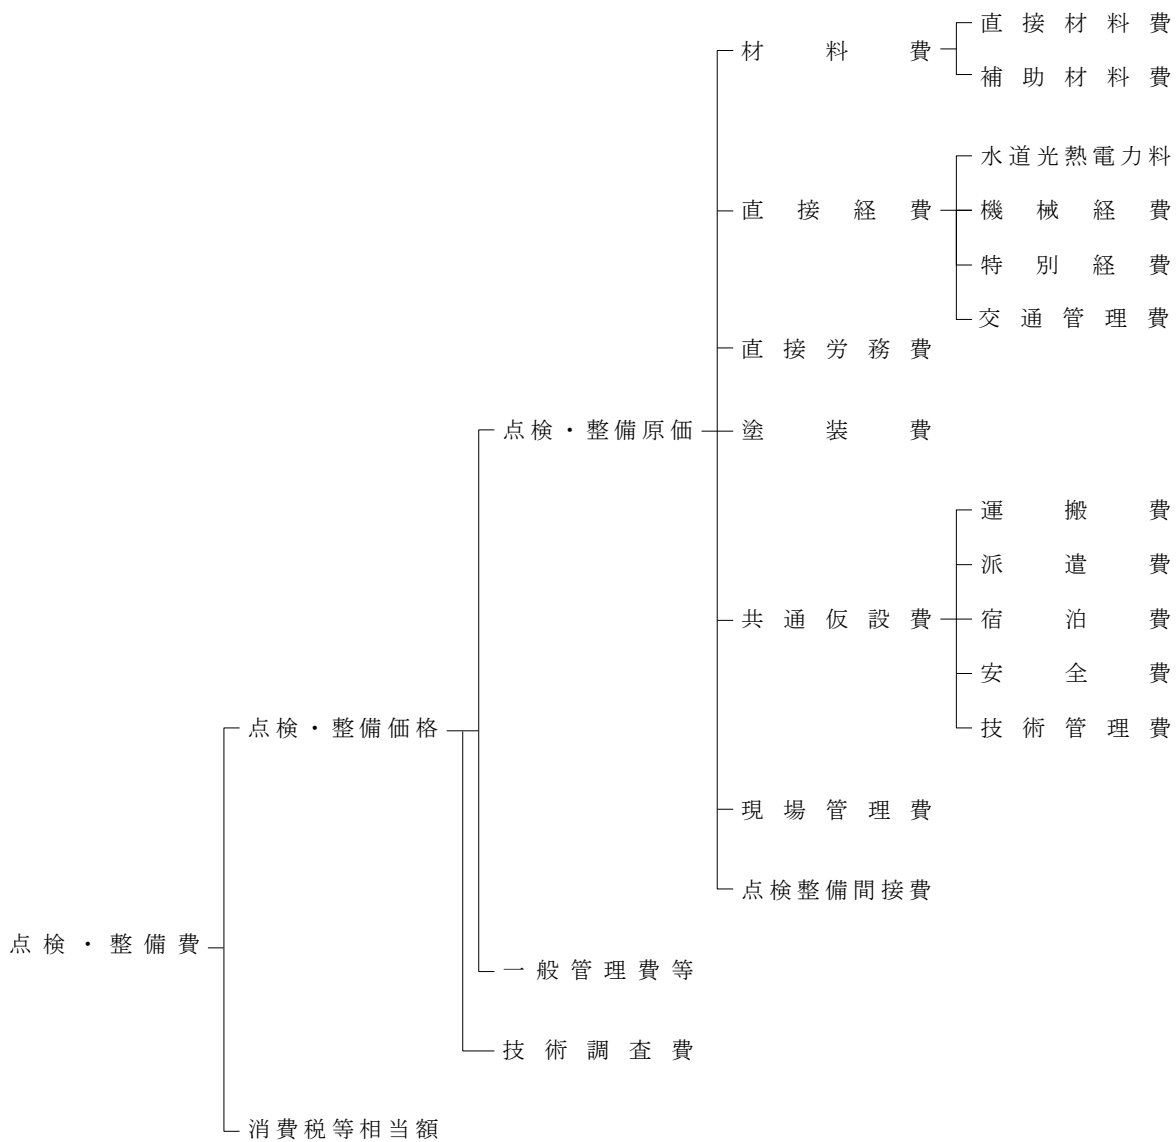 直接材料費
材料費
補助材料費
水道光熱電力料
直接経費
機械経費
特別経費
交通管理費
直接労務費
点検・整備原価
塗装費
運搬費
派遣費
共通仮設費
宿泊費
安全費
点検・整備価格
技術管理費
現場管理費
点検整備間接費
点検・整備費
一般管理費等
技術調査費
消費税等相当額